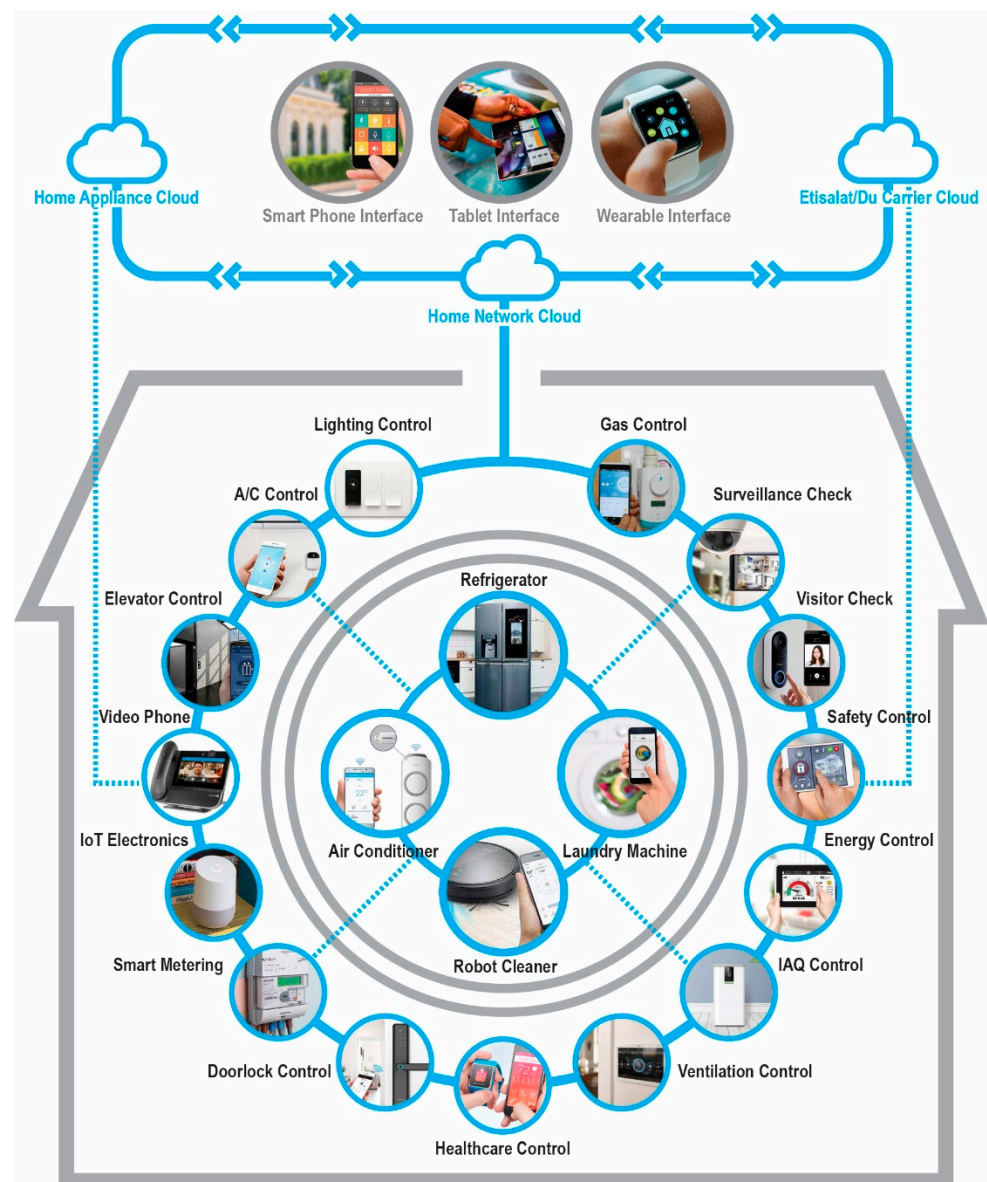 Home Appliance Cloud
Etisalat/Du Carrier Cloud
Smart Phone Interface
Tablet Interface
Wearable Interface
Home Network Cloud
Lighting Control
Gas Control
A/C Control
Surveillance Check
Refrigerator
Elevator Control
Visitor Check
Video Phone
Safety Control
IoT Electronics
Air Conditioner
Laundry Machine
Energy Control
Smart Metering
Robot Cleaner
IAQ Control
Doorlock Control
Ventilation Control
Healthcare Control